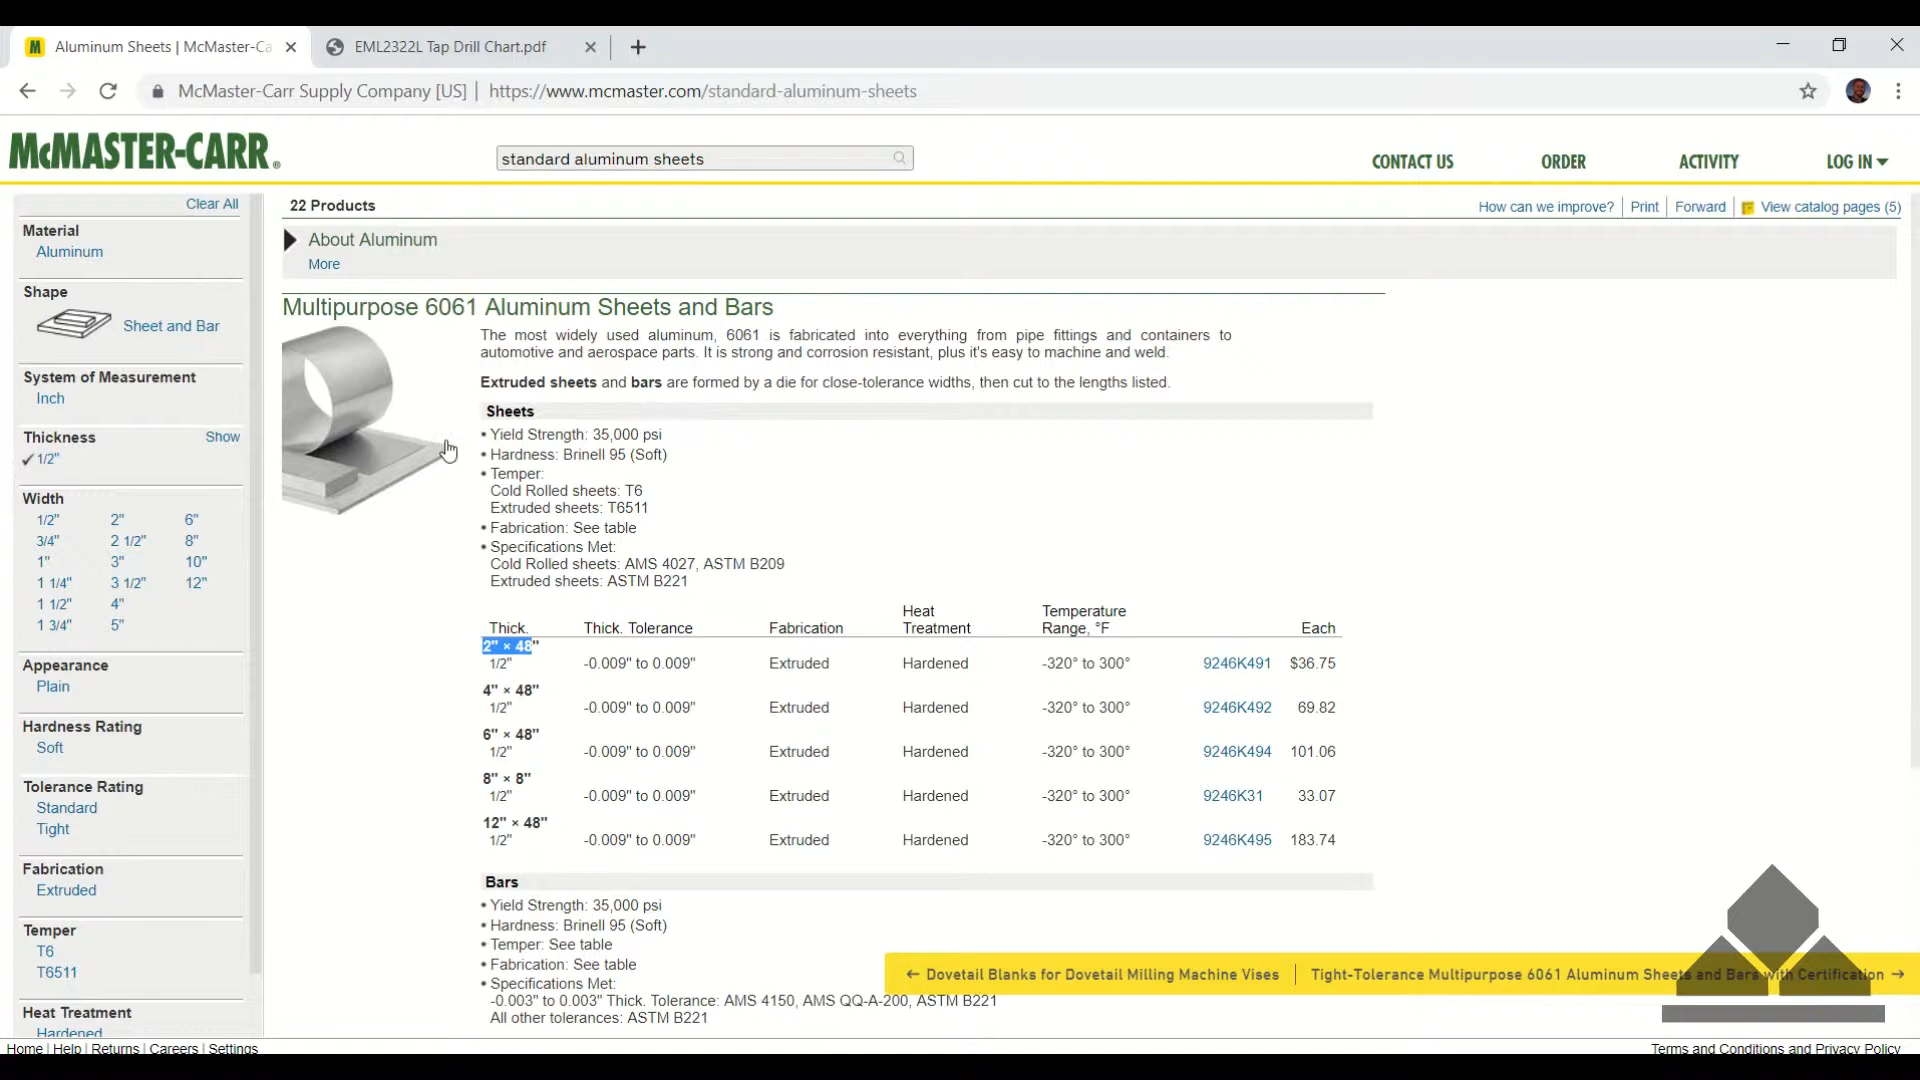 Aluminum Sheets | McMaster-Ca
EML2322L Tap Drill Chart.pdf
McMaster-Carr Supply Company [US] | https://www.mcmaster.com/standard-aluminum-sheets
McMASTER-CARR®
standard aluminum sheets
CONTACT US ORDER ACTIVITY LOG IN
Clear All
Material
Aluminum
Shape
Sheet and Bar
System of Measurement
Inch
Thickness Show
1/2"
Width
1/2" 2" 6"
3/4" 2 1/2" 8"
1" 3" 10"
1 1/4" 3 1/2" 12"
1 1/2" 4"
1 3/4" 5"
Appearance
Plain
Hardness Rating
Soft
Tolerance Rating
Standard
Tight
Fabrication
Extruded
Temper
T6
T6511
Heat Treatment
Hardened
22 Products
How can we improve? Print Forward View catalog pages (5)
About Aluminum
More
Multipurpose 6061 Aluminum Sheets and Bars
The most widely used aluminum, 6061 is fabricated into everything from pipe fittings and containers to
automotive and aerospace parts. It is strong and corrosion resistant, plus it's easy to machine and weld.
Extruded sheets and bars are formed by a die for close-tolerance widths, then cut to the lengths listed.
Sheets
• Yield Strength: 35,000 psi
• Hardness: Brinell 95 (Soft)
• Temper:
Cold Rolled sheets: T6
Extruded sheets: T6511
• Fabrication: See table
• Specifications Met:
Cold Rolled sheets: AMS 4027, ASTM B209
Extruded sheets: ASTM B221
Heat Temperature
Thick. Thick. Tolerance Fabrication Treatment Range, °F Each
2" × 48"
1/2" -0.009" to 0.009" Extruded Hardened -320° to 300° 9246K491 $36.75
4" × 48"
1/2" -0.009" to 0.009" Extruded Hardened -320° to 300° 9246K492 69.82
6" × 48"
1/2" -0.009" to 0.009" Extruded Hardened -320° to 300° 9246K494 101.06
8" × 8"
1/2" -0.009" to 0.009" Extruded Hardened -320° to 300° 9246K31 33.07
12" × 48"
1/2" -0.009" to 0.009" Extruded Hardened -320° to 300° 9246K495 183.74
Bars
• Yield Strength: 35,000 psi
• Hardness: Brinell 95 (Soft)
• Temper: See table
• Fabrication: See table
• Specifications Met:
-0.003" to 0.003" Thick. Tolerance: AMS 4150, AMS QQ-A-200, ASTM B221
All other tolerances: ASTM B221
← Dovetail Blanks for Dovetail Milling Machine Vises | Tight-Tolerance Multipurpose 6061 Aluminum Sheets and Bars with Certification →
Home | Help | Returns | Careers | Settings
Terms and Conditions and Privacy Policy